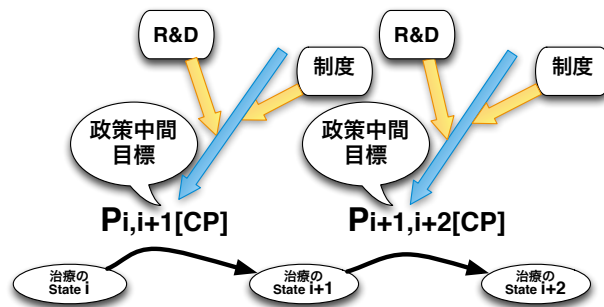 R&D
制度
政策中間
目標
Pi,i+1[CP]
R&D
制度
政策中間
目標
Pi+1,i+2[CP]
治療の
State i
治療の
State i+1
治療の
State i+2